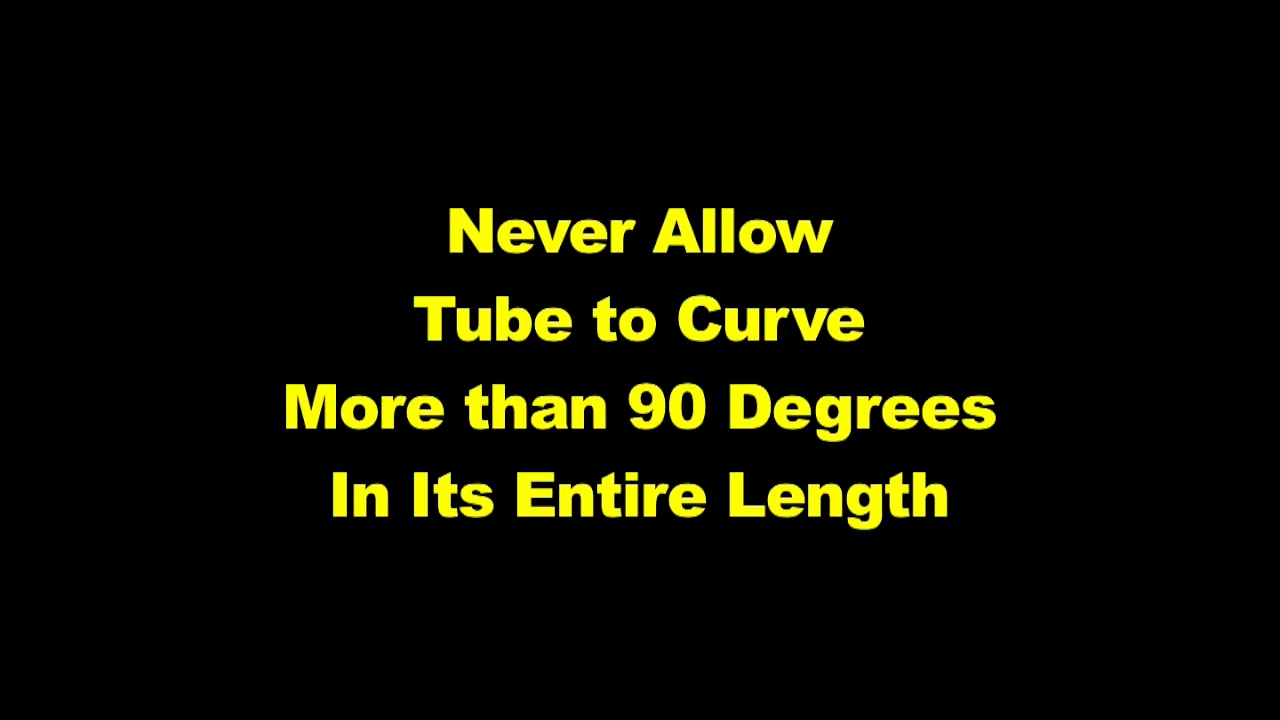 Never Allow
Tube to Curve
More than 90 Degrees
In Its Entire Length